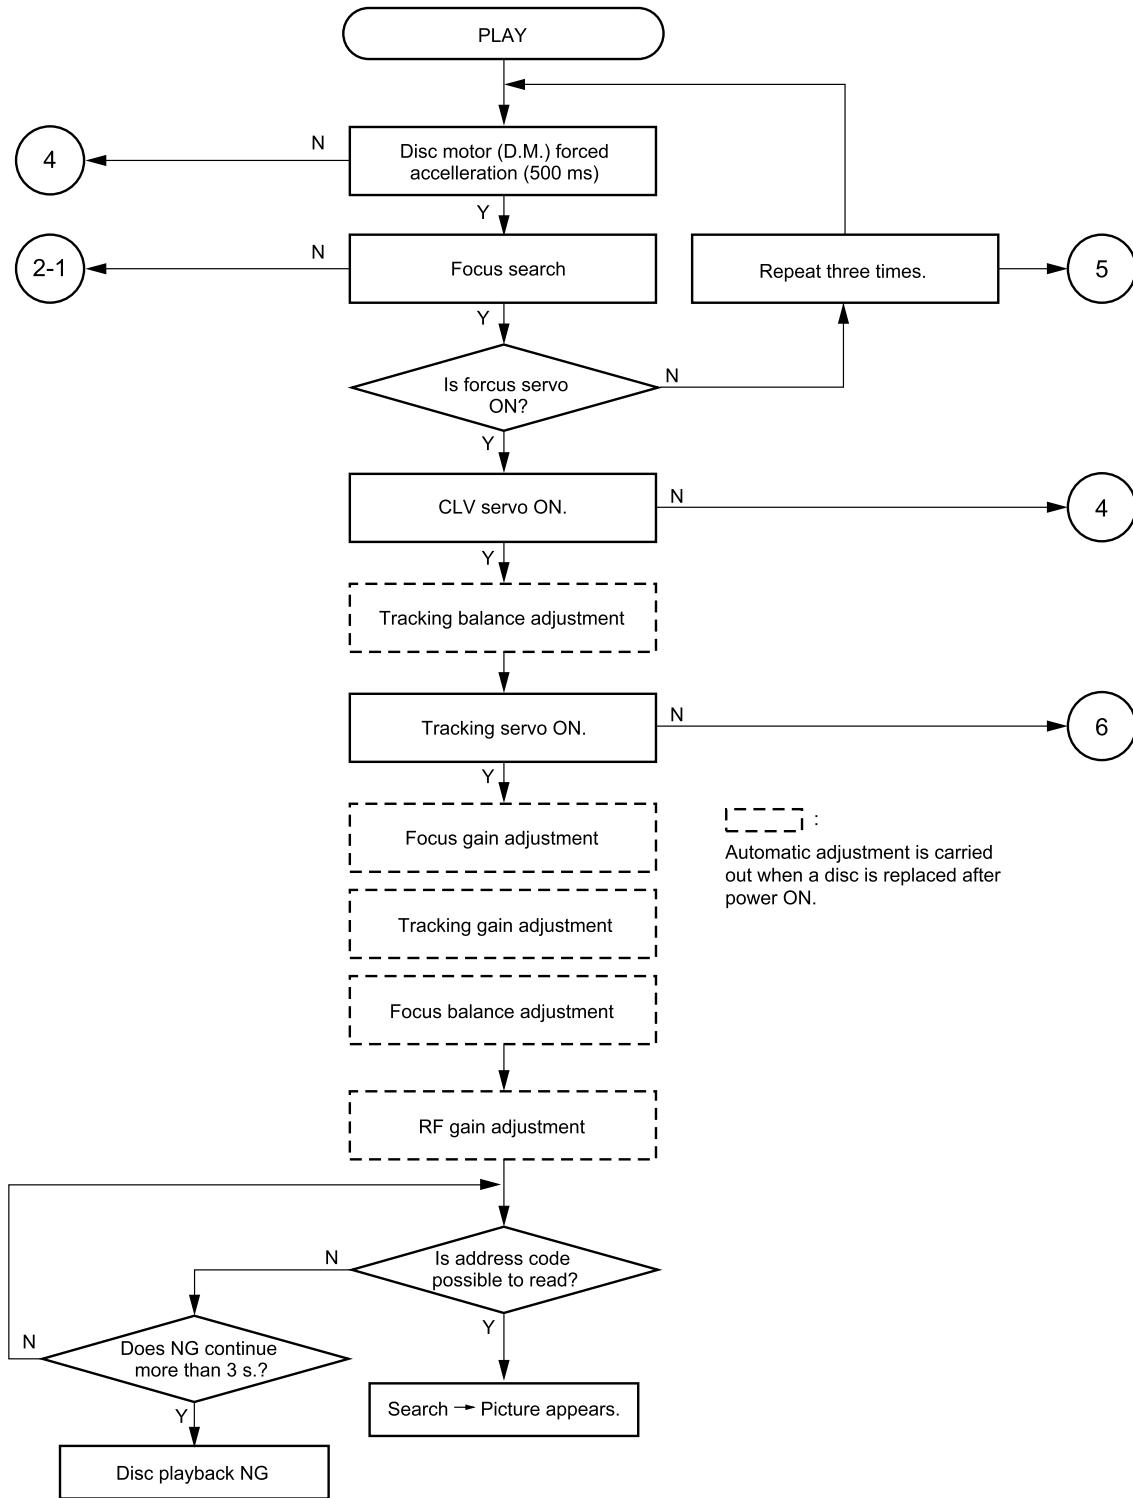 PLAY
N
4
Disc motor (D.M.) forced
accelleration (500 ms)
Y
N
2-1
Focus search
Repeat three times.
5
Y
Is forcus servo
ON?
N
Y
CLV servo ON.
N
4
Y
Tracking balance adjustment
Tracking servo ON.
N
6
Y
Focus gain adjustment
:
Automatic adjustment is carried
out when a disc is replaced after
power ON.
Tracking gain adjustment
Focus balance adjustment
RF gain adjustment
N
Is address code
possible to read?
Y
N
Does NG continue
more than 3 s.?
Y
Search → Picture appears.
Disc playback NG